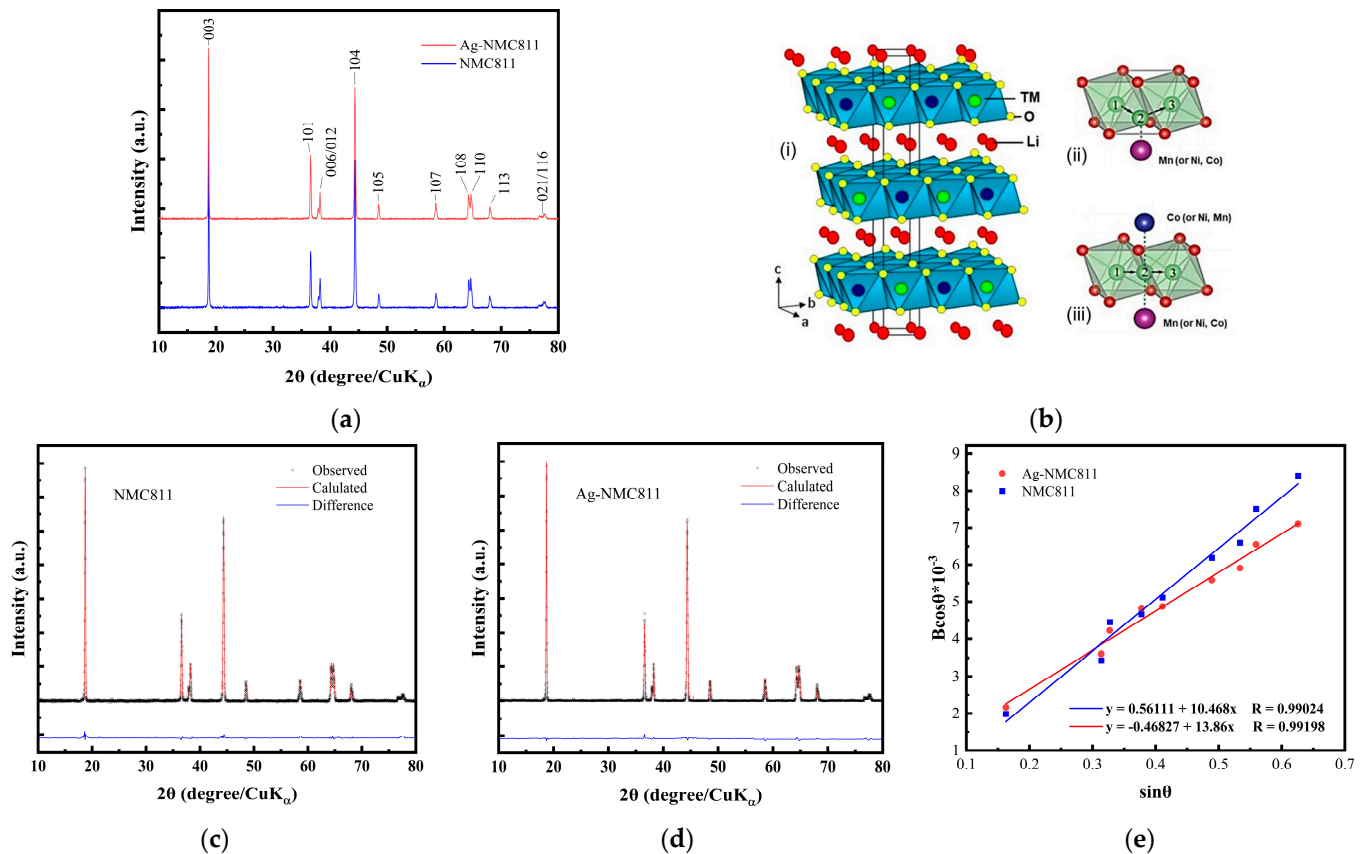 003
104
Ag-NMC811
NMC811
101
006/012
105
107
108
110
113
021/116
Intensity (a.u.)
10 20 30 40 50 60 70 80
2θ (degree/CuKα)
(a)
(i)
TM
O
Li
c
b
a
1 2 3
(ii)
Mn (or Ni, Co)
Co (or Ni, Mn)
1 2 3
(iii)
Mn (or Ni, Co)
(b)
NMC811
Observed
Calulated
Difference
Intensity (a.u.)
10 20 30 40 50 60 70 80
2θ (degree/CuKα)
(c)
Ag-NMC811
Observed
Calulated
Difference
Intensity (a.u.)
10 20 30 40 50 60 70 80
2θ (degree/CuKα)
(d)
9
8
7
6
5
4
3
2
1
Bcosθ*10⁻³
Ag-NMC811
NMC811
y = 0.56111 + 10.468x R = 0.99024
y = -0.46827 + 13.86x R = 0.99198
0.1 0.2 0.3 0.4 0.5 0.6 0.7
sinθ
(e)